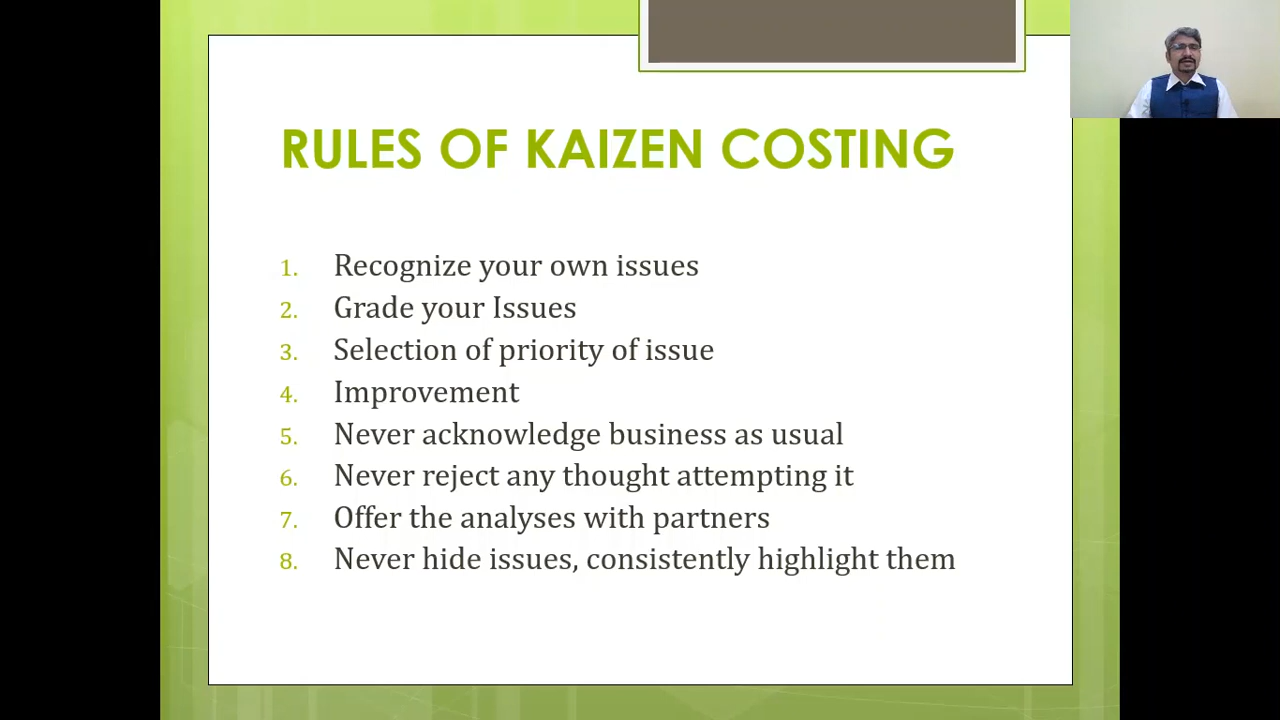 RULES OF KAIZEN COSTING
1. Recognize your own issues
2. Grade your Issues
3. Selection of priority of issue
4. Improvement
5. Never acknowledge business as usual
6. Never reject any thought attempting it
7. Offer the analyses with partners
8. Never hide issues, consistently highlight them